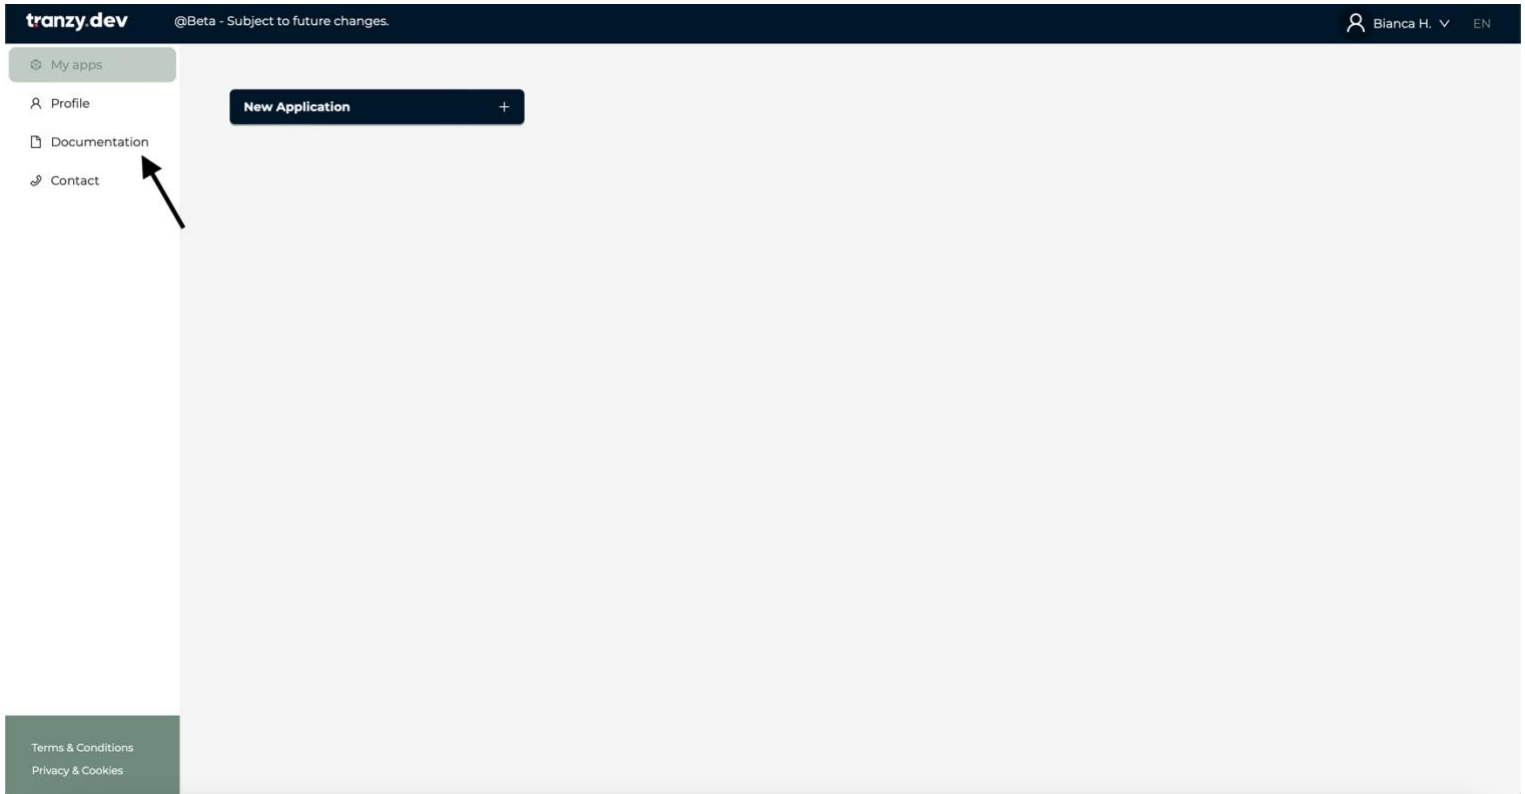 tranzy.dev @Beta - Subject to future changes. Bianca H. EN
My apps
Profile
Documentation
Contact
New Application +
Terms & Conditions
Privacy & Cookies